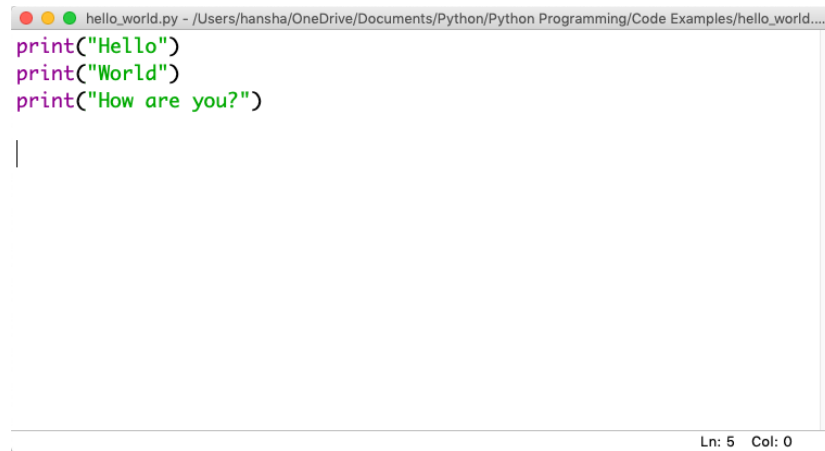 hello_world.py - /Users/hansha/OneDrive/Documents/Python/Python Programming/Code Examples/hello_world....
print("Hello")
print("World")
print("How are you?")
Ln: 5 Col: 0